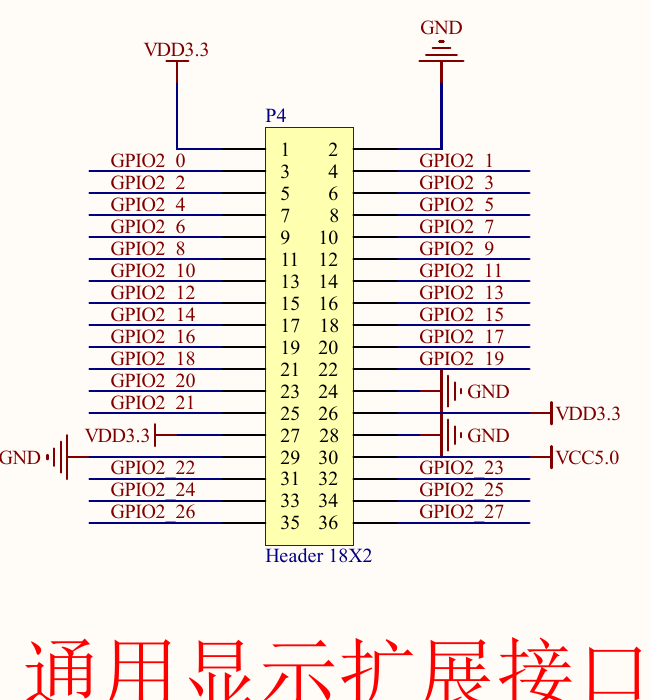 GND
VDD3.3
P4
1 2
GPIO2_0 GPIO2_1
3 4
GPIO2_2 GPIO2_3
5 6
GPIO2_4 GPIO2_5
7 8
GPIO2_6 GPIO2_7
9 10
GPIO2_8 GPIO2_9
11 12
GPIO2_10 GPIO2_11
13 14
GPIO2_12 GPIO2_13
15 16
GPIO2_14 GPIO2_15
17 18
GPIO2_16 GPIO2_17
19 20
GPIO2_18 GPIO2_19
21 22
GPIO2_20
23 24 GND
GPIO2_21
25 26 VDD3.3
VDD3.3 27 28 GND
GND 29 30 VCC5.0
GPIO2_22 GPIO2_23
31 32
GPIO2_24 GPIO2_25
33 34
GPIO2_26 GPIO2_27
35 36
Header 18X2
通用显示扩展接口